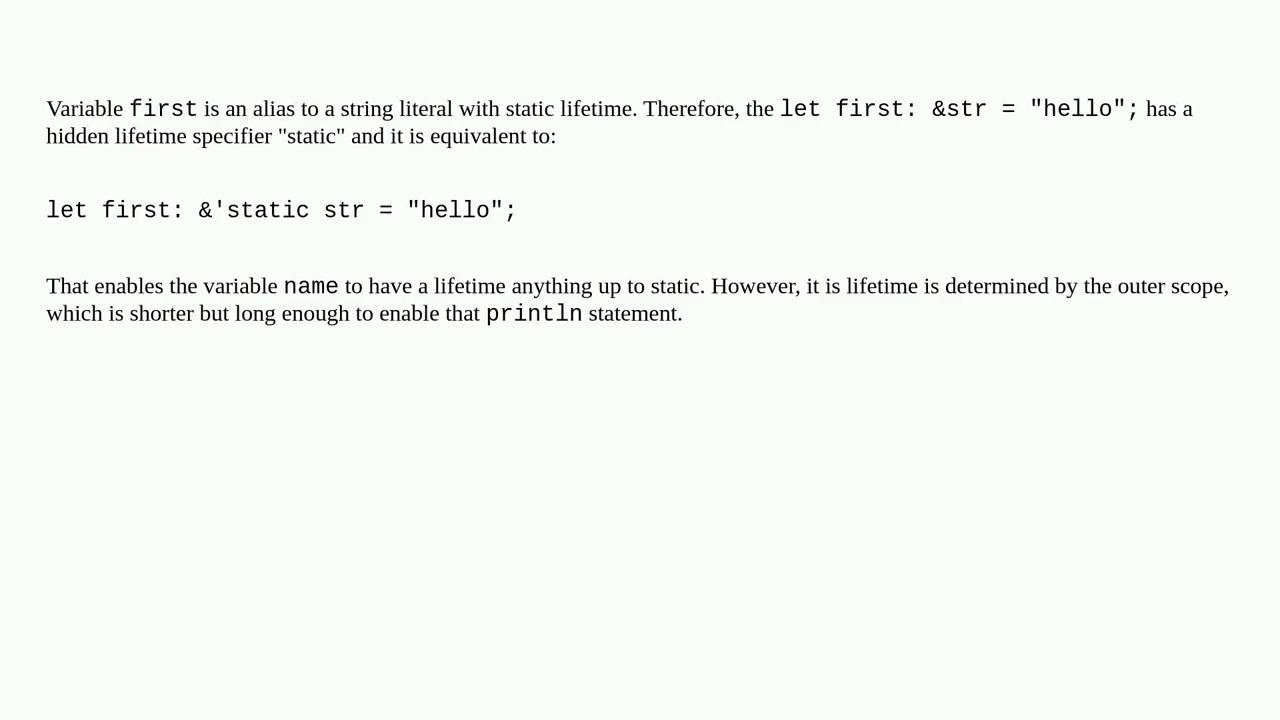 Variable first is an alias to a string literal with static lifetime. Therefore, the let first: &str = "hello"; has a
hidden lifetime specifier "static" and it is equivalent to:
let first: &'static str = "hello";
That enables the variable name to have a lifetime anything up to static. However, it is lifetime is determined by the outer scope,
which is shorter but long enough to enable that println statement.